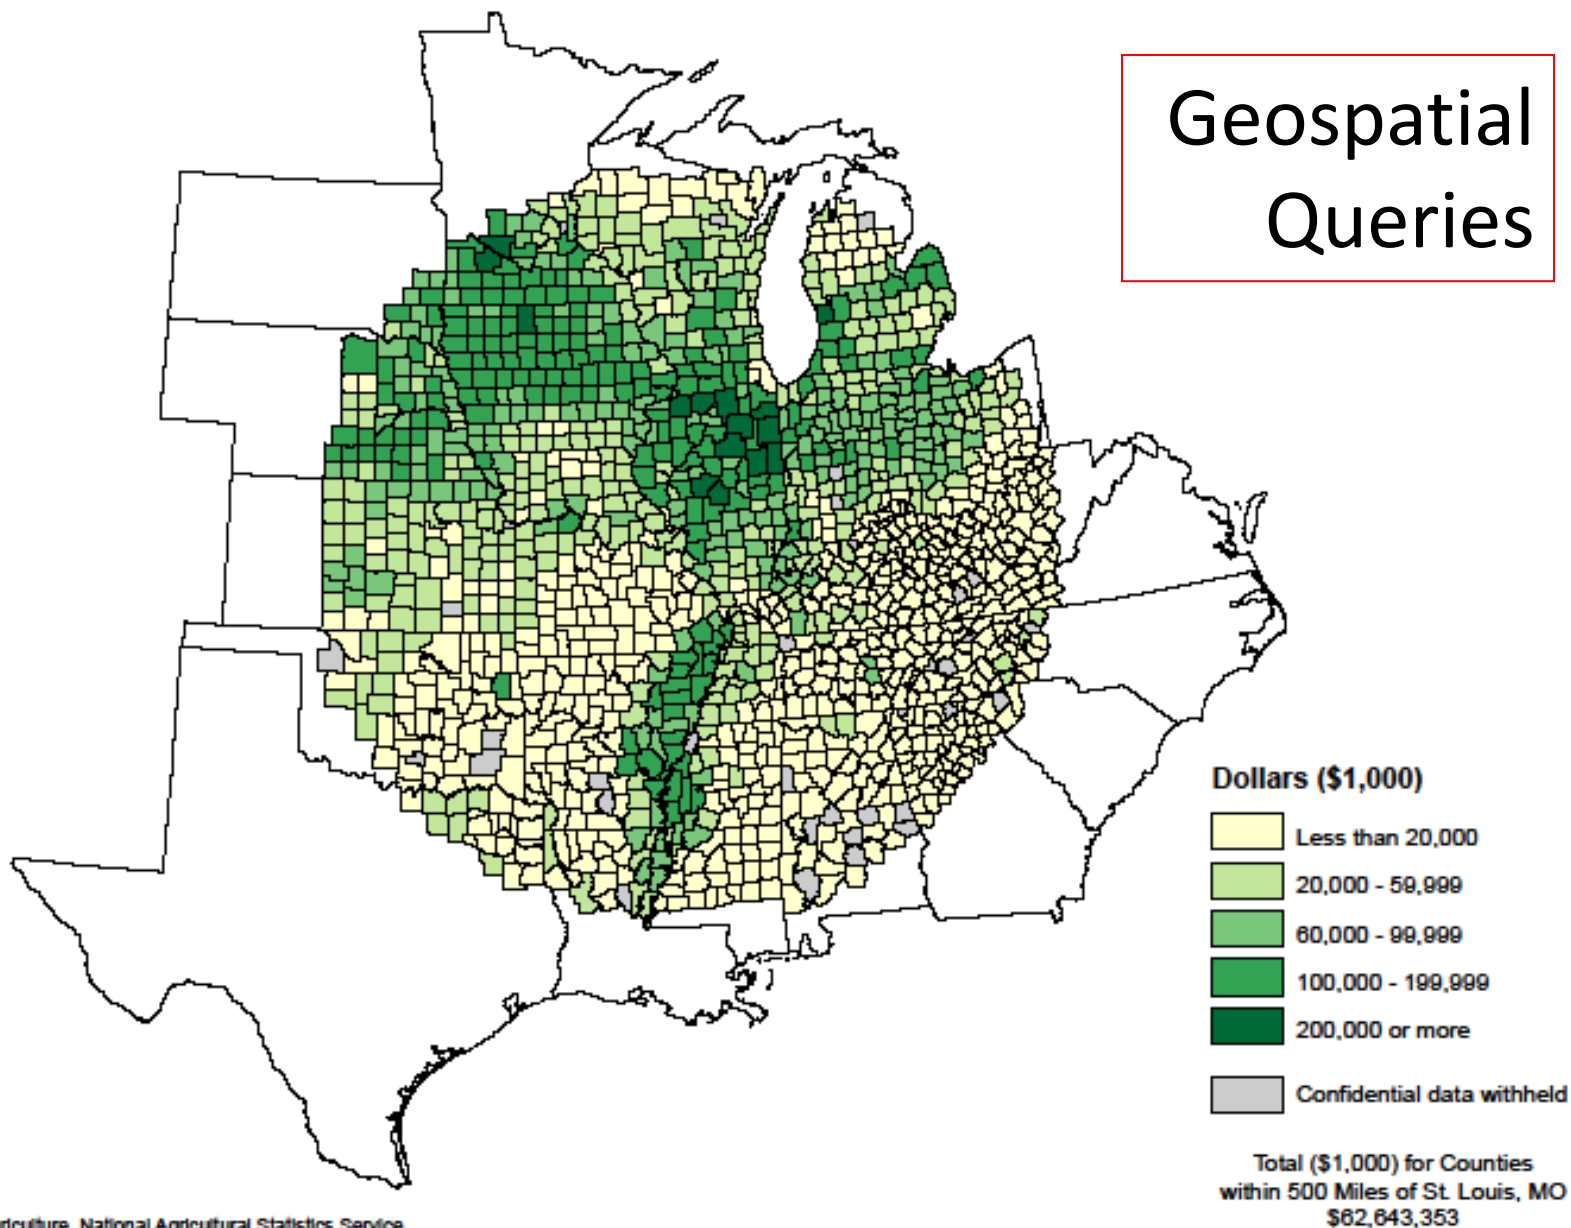 Geospatial
Queries
Dollars ($1,000)
Less than 20,000
20,000 - 59,999
60,000 - 99,999
100,000 - 199,999
200,000 or more
Confidential data withheld
Total ($1,000) for Counties
within 500 Miles of St. Louis, MO
$62,643,353
riculture, National Agricultural Statistics Service